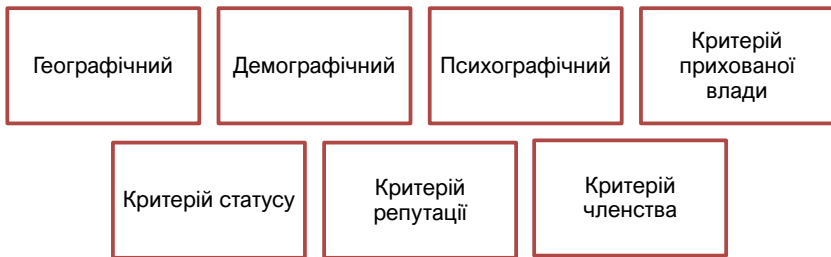 Географічний
Демографічний
Психографічний
Критерій
прихованої
влади
Критерій статусу
Критерій
репутації
Критерій
членства